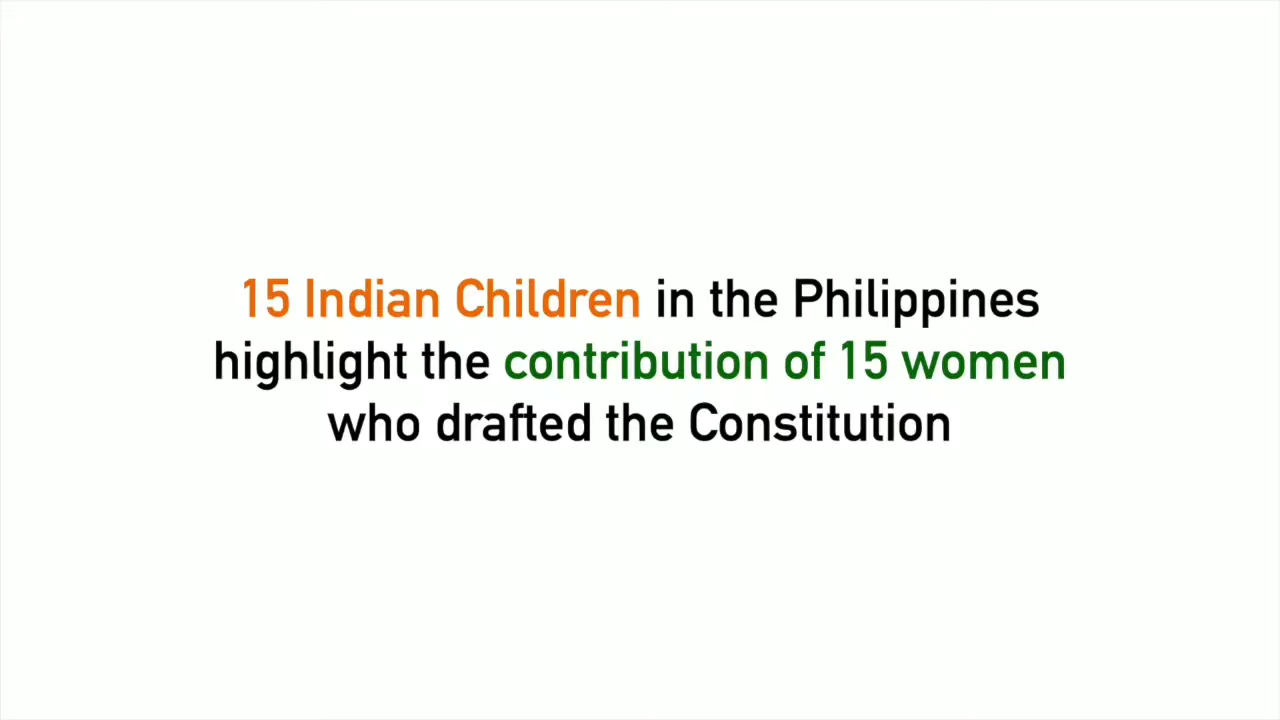 15 Indian Children in the Philippines
highlight the contribution of 15 women
who drafted the Constitution